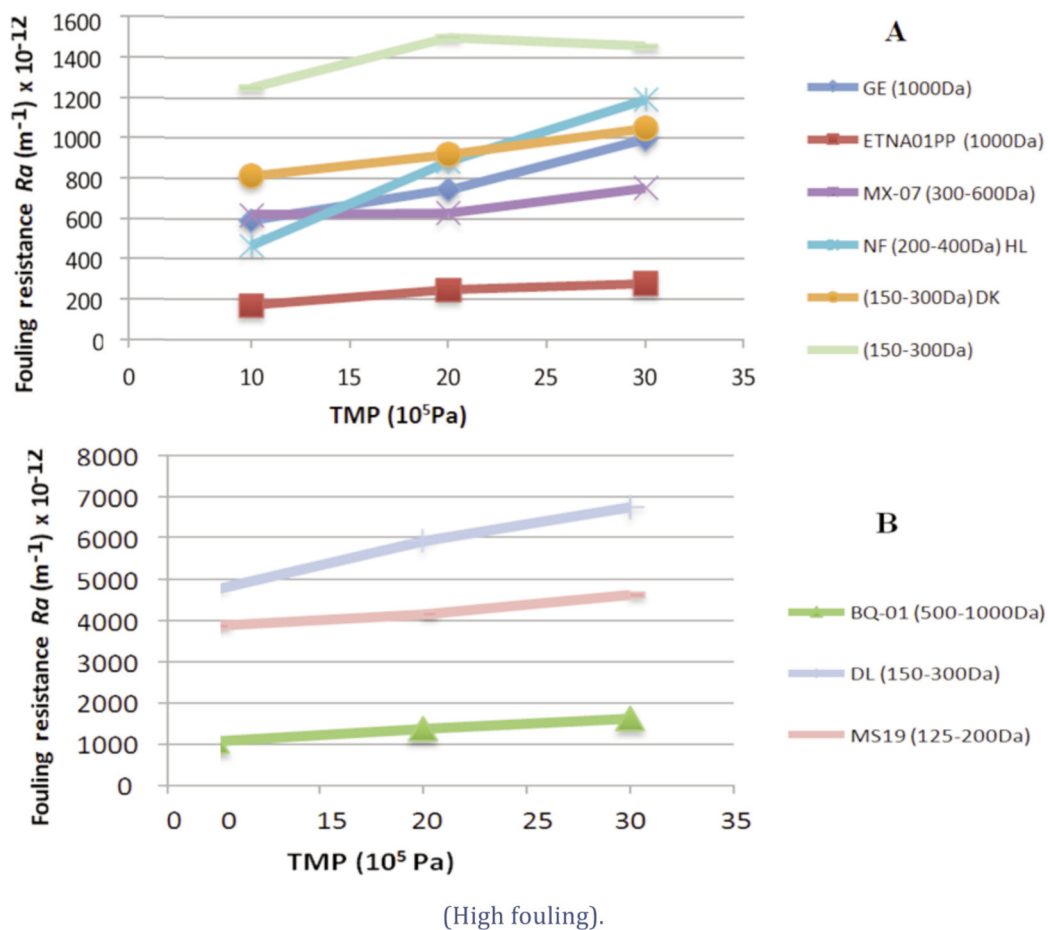 1600
1400
1200
1000
800
600
400
200
0
Fouling resistance Ra (m-1) x 10-12
0 10 15 20 25 30 35
TMP (10⁵Pa)
A
GE (1000Da)
ETNA01PP (1000Da)
MX-07 (300-600Da)
NF (200-400Da) HL
(150-300Da) DK
(150-300Da)
8000
7000
6000
5000
4000
3000
2000
1000
0
Fouling resistance Ra (m-1) x 10-12
0 0 15 20 25 30 35
TMP (10⁵ Pa)
B
BQ-01 (500-1000Da)
DL (150-300Da)
MS19 (125-200Da)
(High fouling).